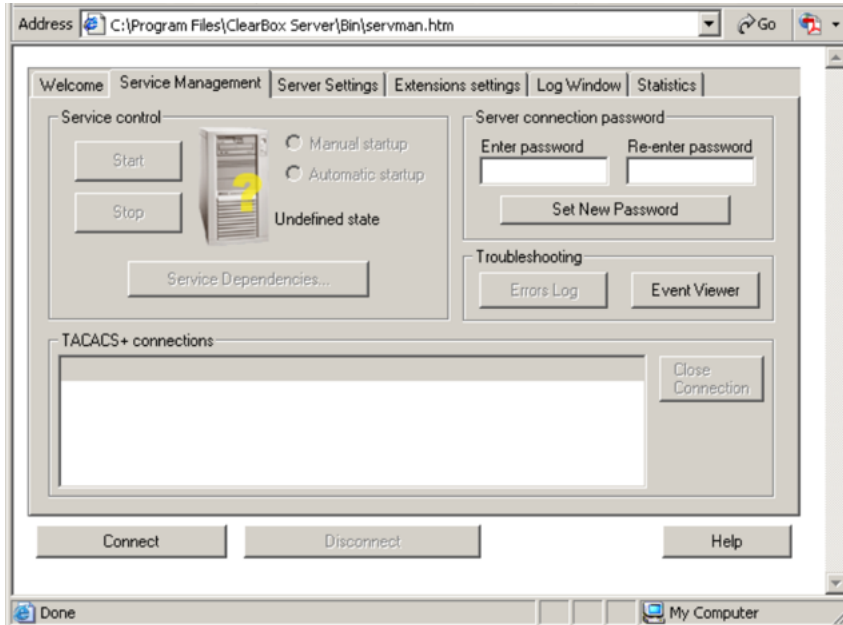 Address C:\Program Files\ClearBox Server\Bin\servman.htm Go
Welcome Service Management Server Settings Extensions settings Log Window Statistics
Service control
Start
Stop
Manual startup
Automatic startup
Undefined state
Service Dependencies...
Server connection password
Enter password Re-enter password
Set New Password
Troubleshooting
Errors Log Event Viewer
TACACS+ connections
Close
Connection
Connect Disconnect Help
Done My Computer